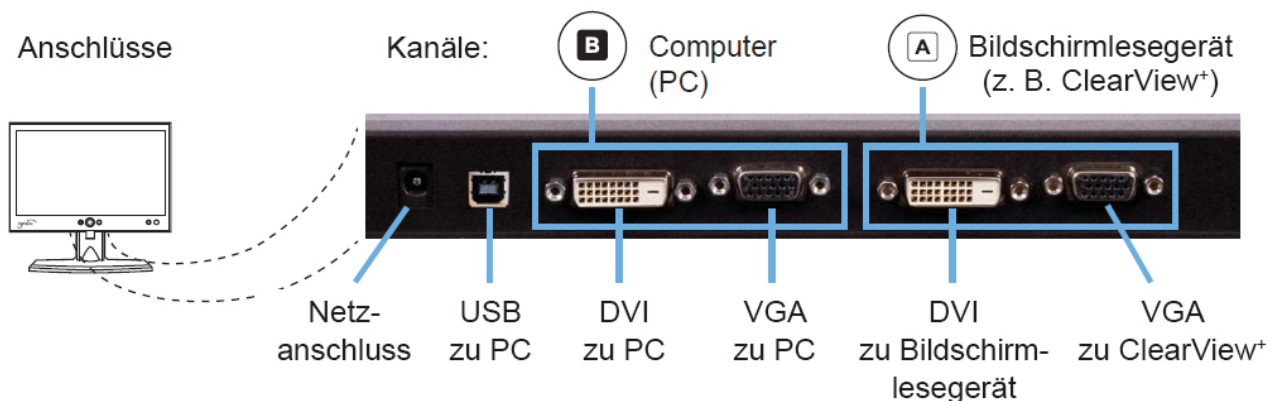 Anschlüsse
Kanäle:
B
Computer
(PC)
A
Bildschirmlesegerät
(z. B. ClearView⁺)
Netz-
anschluss
USB
zu PC
DVI
zu PC
VGA
zu PC
DVI
zu Bildschirm-
lesegerät
VGA
zu ClearView⁺